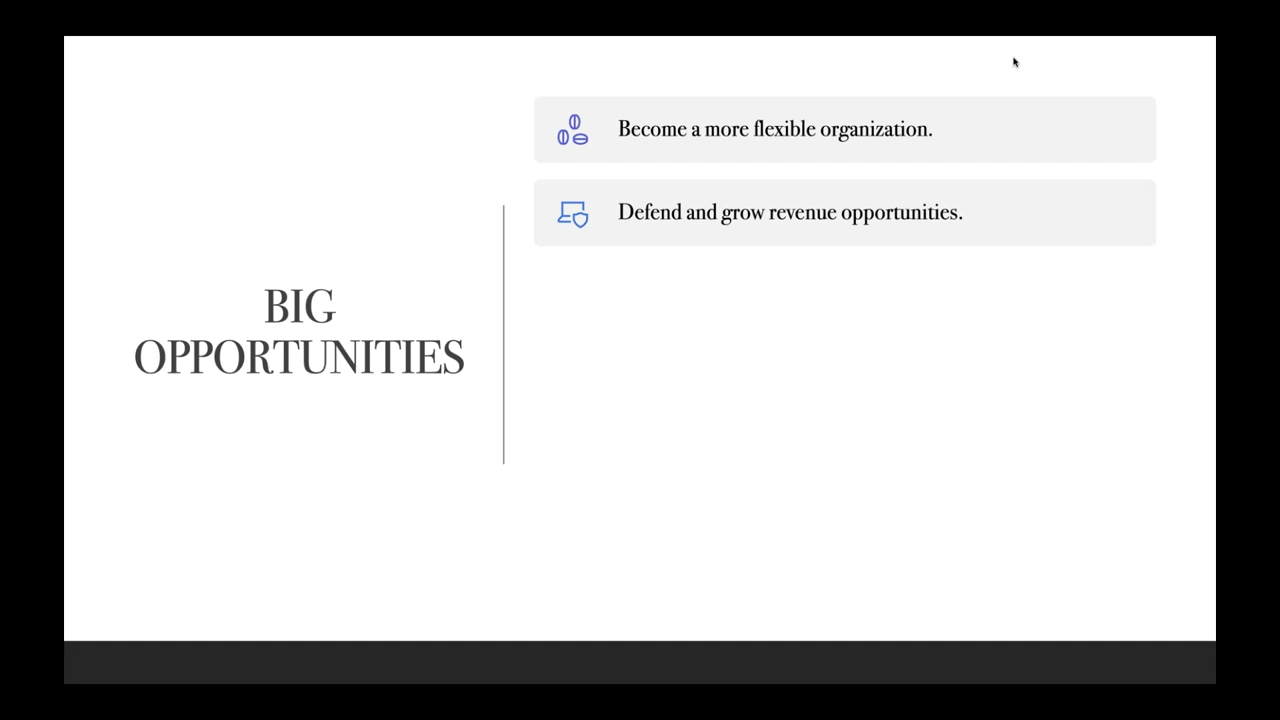 BIG
OPPORTUNITIES
Become a more flexible organization.
Defend and grow revenue opportunities.